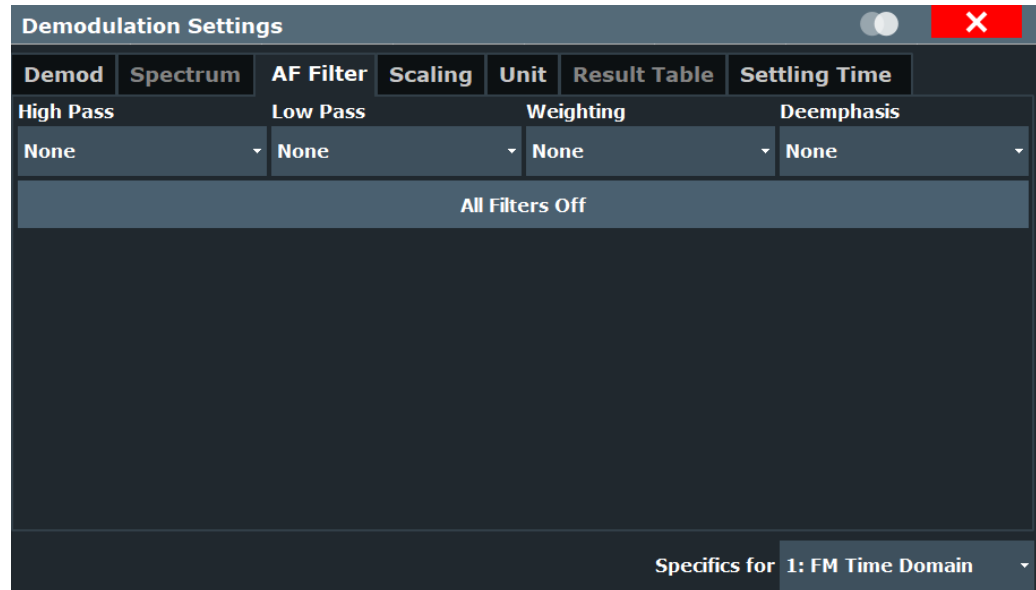 Demodulation Settings
Demod Spectrum AF Filter Scaling Unit Result Table Settling Time
High Pass Low Pass Weighting Deemphasis
None None None None
All Filters Off
Specifics for 1: FM Time Domain